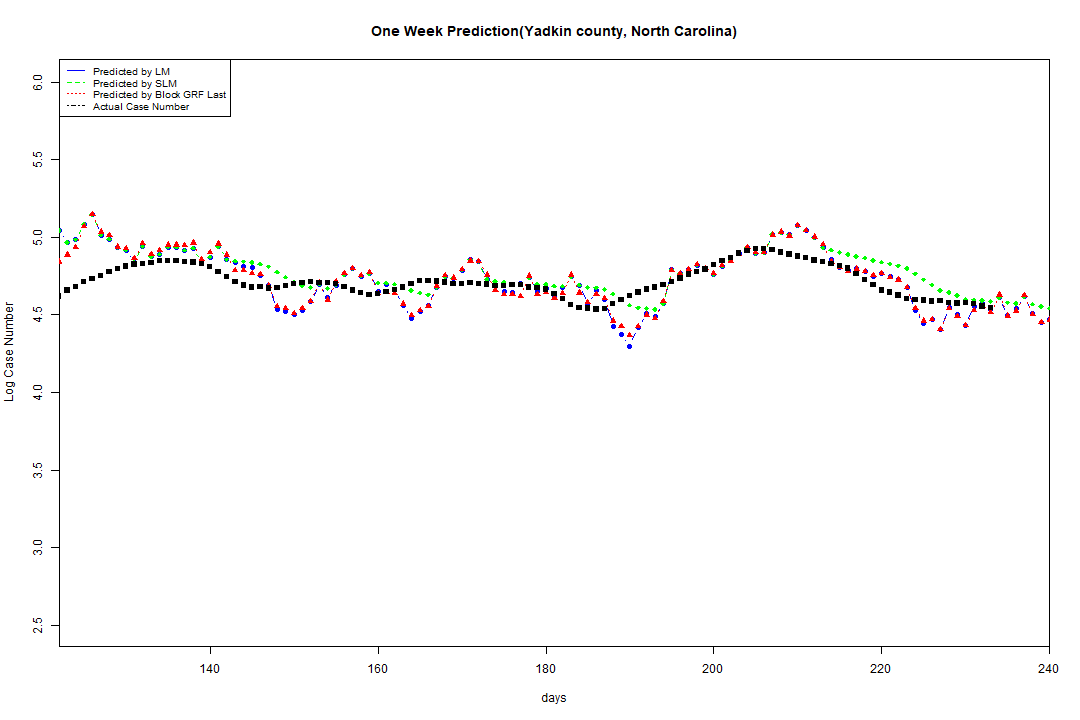 One Week Prediction(Yadkin county, North Carolina)
Predicted by LM
Predicted by SLM
Predicted by Block GRF Last
Actual Case Number
6.0
5.5
5.0
4.5
4.0
3.5
3.0
2.5
Log Case Number
140 160 180 200 220 240
days